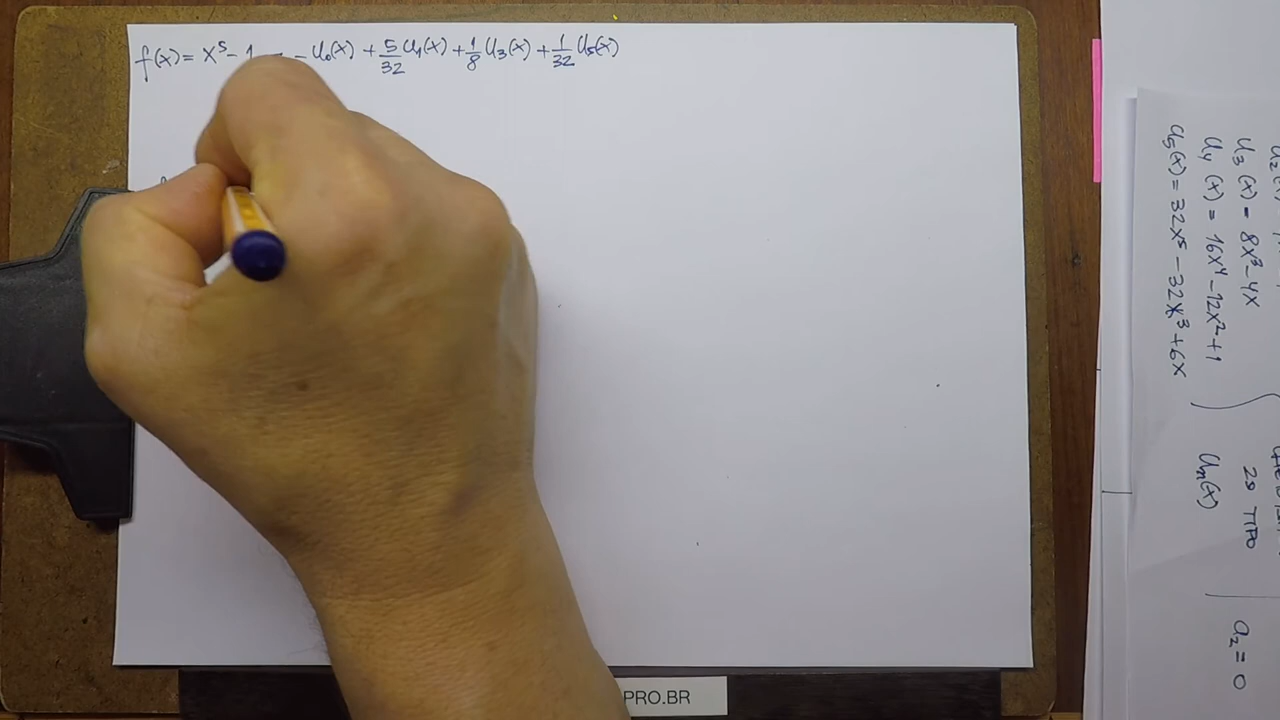 f(x) = x⁵ - 1 = - U₀(x) + 5/32 U₁(x) + 1/8 U₃(x) + 1/32 U₅(x)
U₃(x) = 8x³ - 4x
U₄(x) = 16x⁴ - 12x² + 1
U₅(x) = 32x⁵ - 32x³ + 6x
2º TIPO
Uₙ(x)
a₂ = 0
PRO.BR